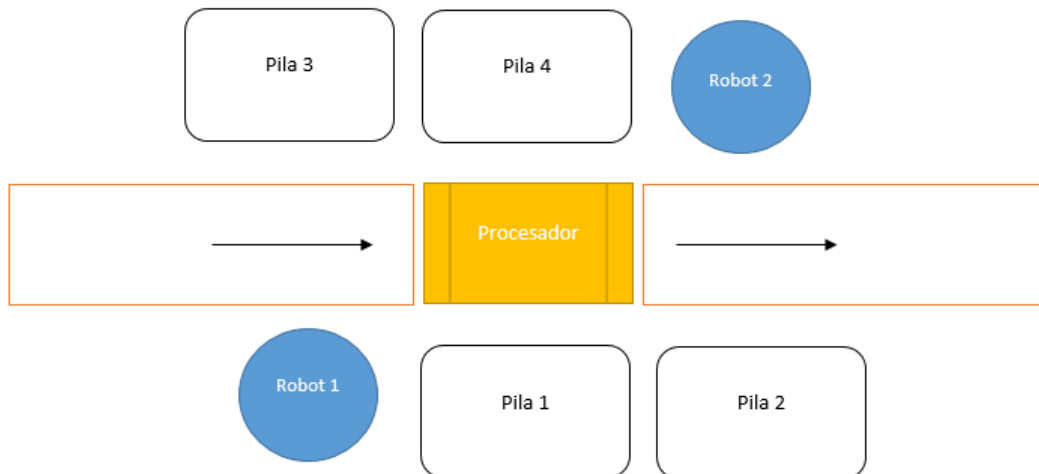 Pila 3
Pila 4
Robot 2
Procesador
Robot 1
Pila 1
Pila 2